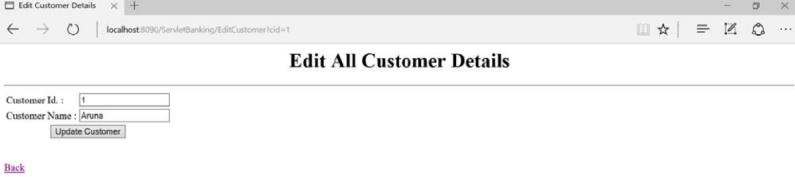 Edit Customer Details
localhost:8090/ServletBanking/EditCustomer?cid=1
Edit All Customer Details
Customer Id. : 1
Customer Name : Aruna
Update Customer
Back